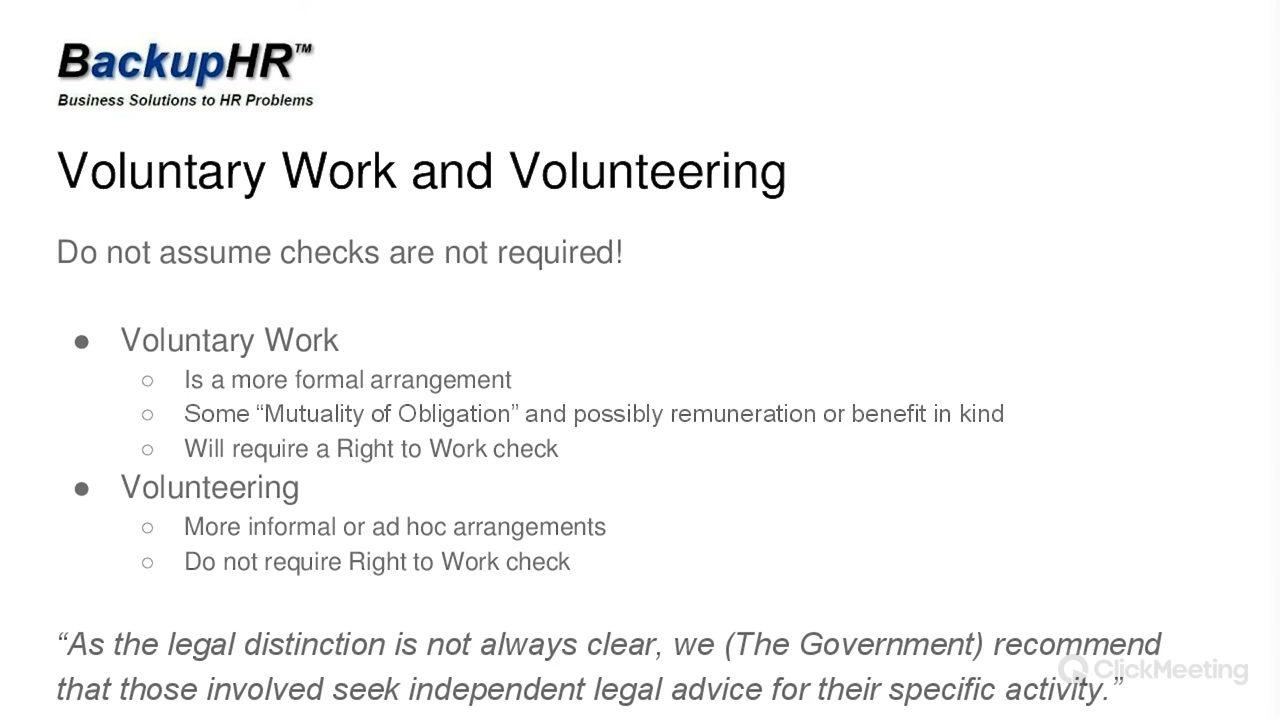 BackupHR™
Business Solutions to HR Problems
Voluntary Work and Volunteering
Do not assume checks are not required!
● Voluntary Work
○ Is a more formal arrangement
○ Some “Mutuality of Obligation” and possibly remuneration or benefit in kind
○ Will require a Right to Work check
● Volunteering
○ More informal or ad hoc arrangements
○ Do not require Right to Work check
“As the legal distinction is not always clear, we (The Government) recommend
that those involved seek independent legal advice for their specific activity.”
ClickMeeting